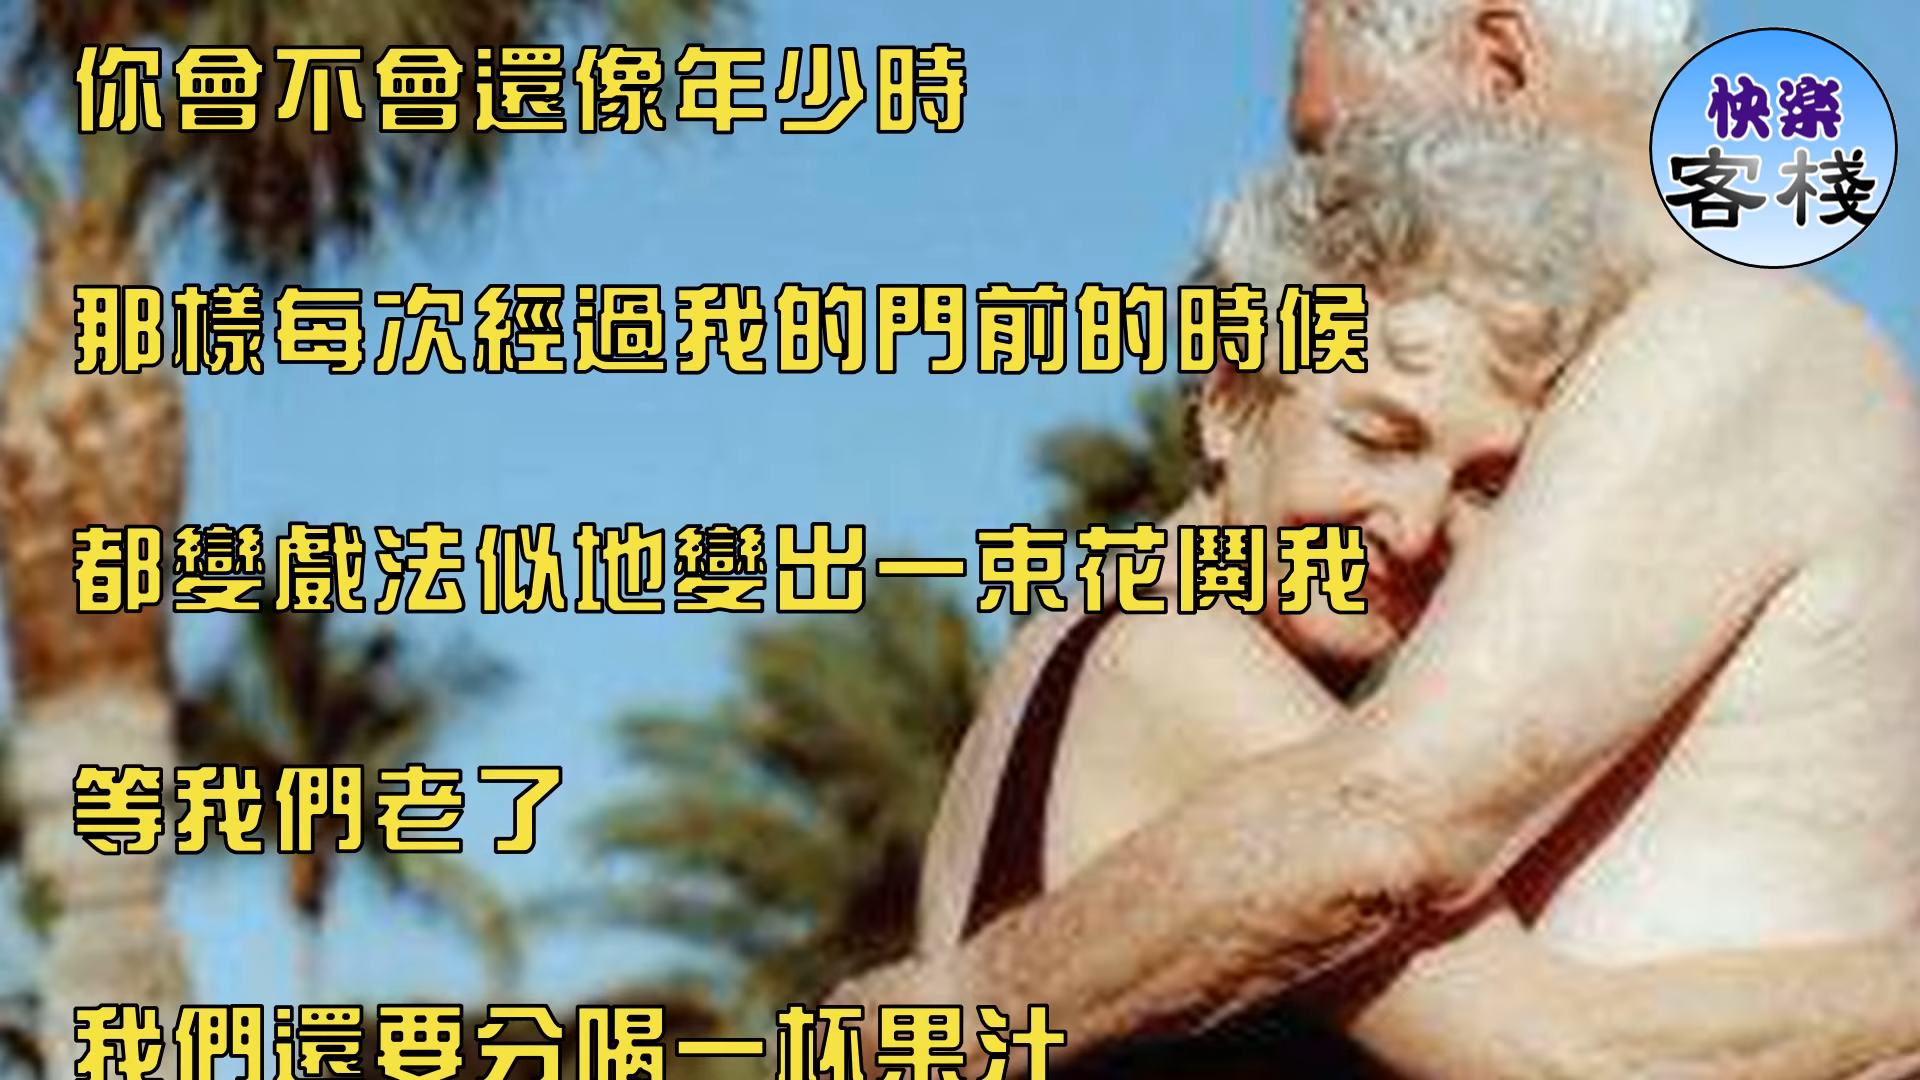 你會不會還像年少時
那樣每次經過我的門前的時候
都變戲法似地變出一束花鬨我
等我們老了
我們還要分喝一杯果汁
快楽
客棧